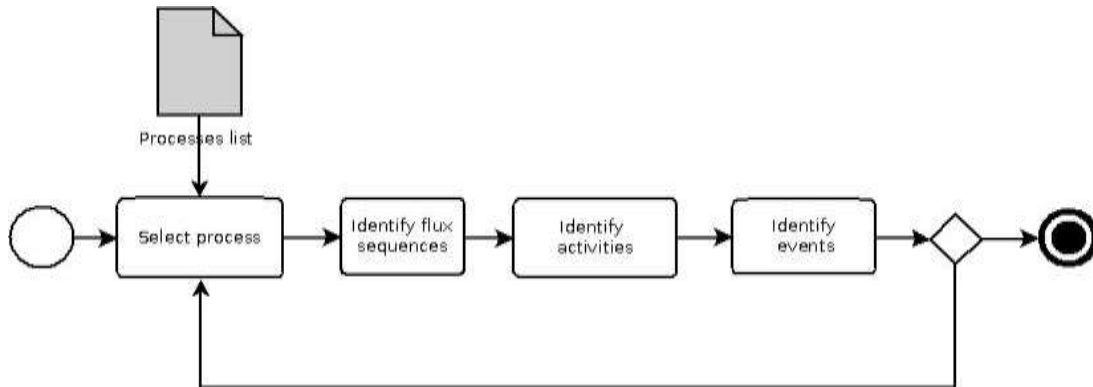 Processes list
Select process
Identify flux
sequences
Identify
activities
Identify
events